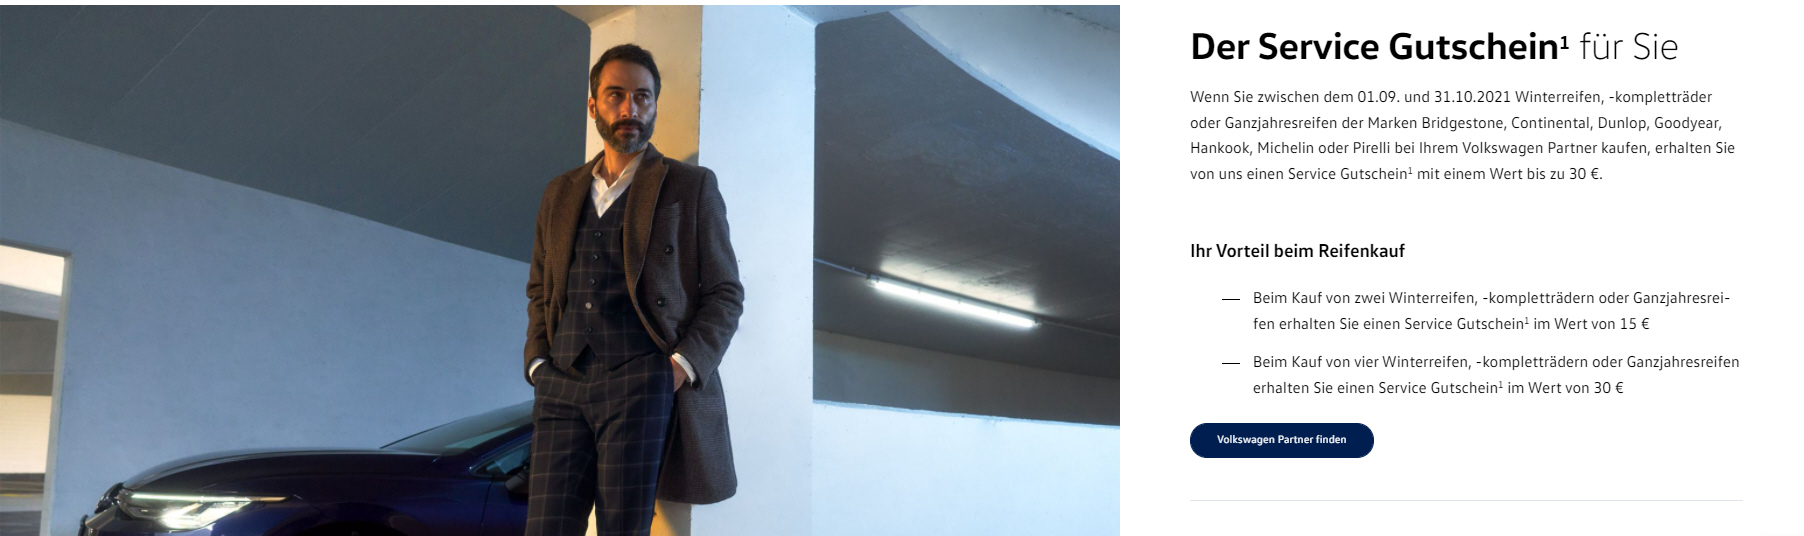 Der Service Gutschein¹ für Sie
Wenn Sie zwischen dem 01.09. und 31.10.2021 Winterreifen, -kompletträder
oder Ganzjahresreifen der Marken Bridgestone, Continental, Dunlop, Goodyear,
Hankook, Michelin oder Pirelli bei Ihrem Volkswagen Partner kaufen, erhalten Sie
von uns einen Service Gutschein¹ mit einem Wert bis zu 30 €.
Ihr Vorteil beim Reifenkauf
— Beim Kauf von zwei Winterreifen, -kompletträdern oder Ganzjahresrei-
fen erhalten Sie einen Service Gutschein¹ im Wert von 15 €
— Beim Kauf von vier Winterreifen, -kompletträdern oder Ganzjahresreifen
erhalten Sie einen Service Gutschein¹ im Wert von 30 €
Volkswagen Partner finden